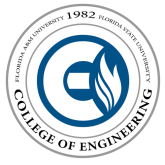 FLORIDA A&M UNIVERSITY 1982 FLORIDA STATE UNIVERSITY
COLLEGE OF ENGINEERING